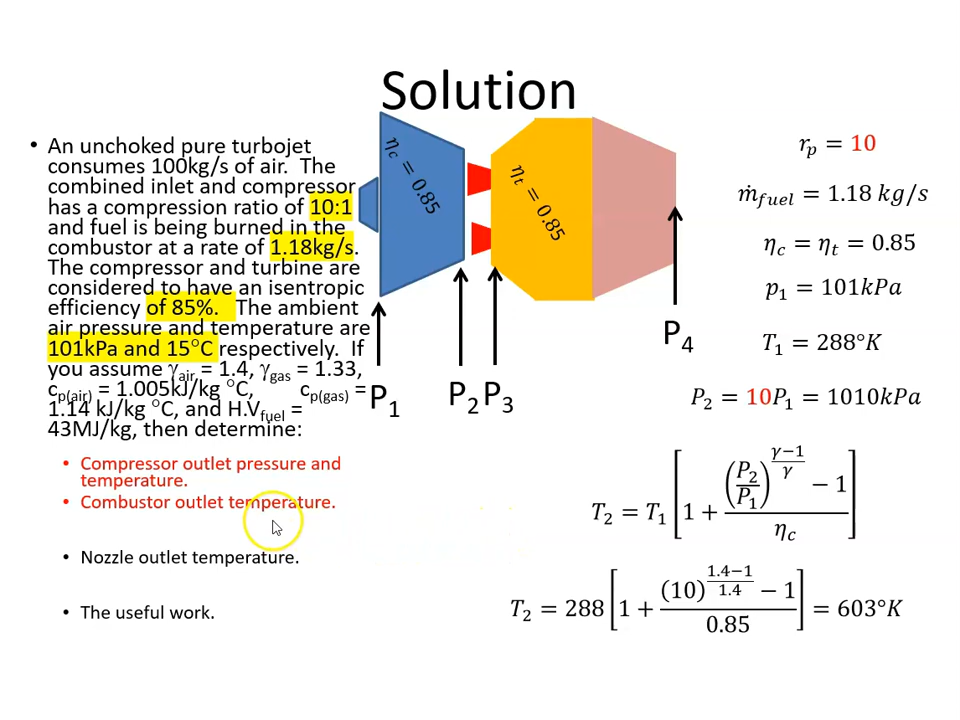 Solution
• An unchoked pure turbojet
consumes 100kg/s of air. The
combined inlet and compressor
has a compression ratio of 10:1
and fuel is being burned in the
combustor at a rate of 1.18kg/s.
The compressor and turbine are
considered to have an isentropic
efficiency of 85%. The ambient
air pressure and temperature are
101kPa and 15°C respectively. If
you assume γair = 1.4, γgas = 1.33,
cp(air) = 1.005kJ/kg °C, cp(gas) =
1.14 kJ/kg °C, and H.Vfuel =
43MJ/kg, then determine:
• Compressor outlet pressure and
temperature.
• Combustor outlet temperature.
• Nozzle outlet temperature.
• The useful work.
ηc = 0.85
ηt = 0.85
P1
P2 P3
P4
rp = 10
ṁfuel = 1.18 kg/s
ηc = ηt = 0.85
p1 = 101kPa
T1 = 288°K
P2 = 10P1 = 1010kPa
T2 = T1 [1 + ((P2/P1)^((γ−1)/γ) − 1)/ηc]
T2 = 288 [1 + ((10)^((1.4−1)/1.4) − 1)/0.85] = 603°K